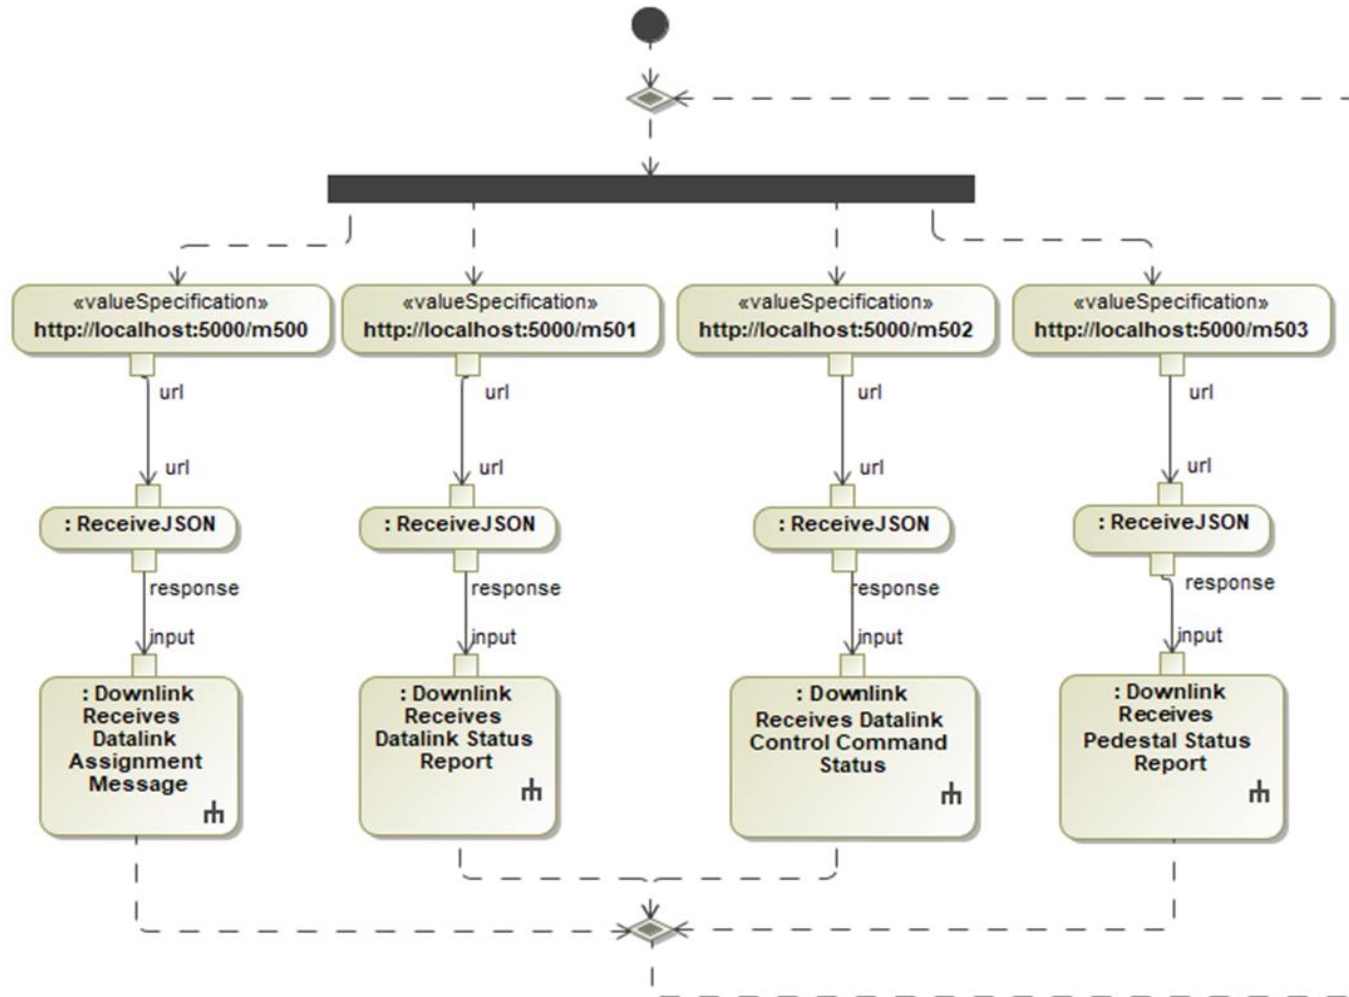 «valueSpecification»
http://localhost:5000/m500
«valueSpecification»
http://localhost:5000/m501
«valueSpecification»
http://localhost:5000/m502
«valueSpecification»
http://localhost:5000/m503
url
url
url
url
url
url
url
url
: ReceiveJSON
: ReceiveJSON
: ReceiveJSON
: ReceiveJSON
response
response
response
response
input
input
input
input
: Downlink
Receives
Datalink
Assignment
Message
: Downlink
Receives
Datalink Status
Report
: Downlink
Receives Datalink
Control Command
Status
: Downlink
Receives
Pedestal Status
Report